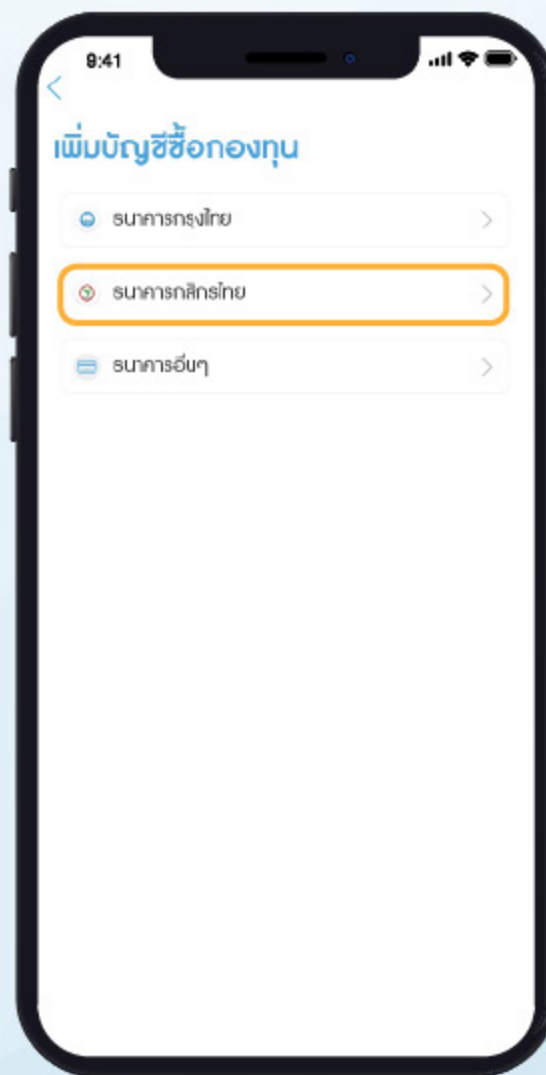 9:41
เพิ่มบัญชีซื้อกองทุน
ธนาคารกรุงไทย
ธนาคารกสิกรไทย
ธนาคารอื่นๆ